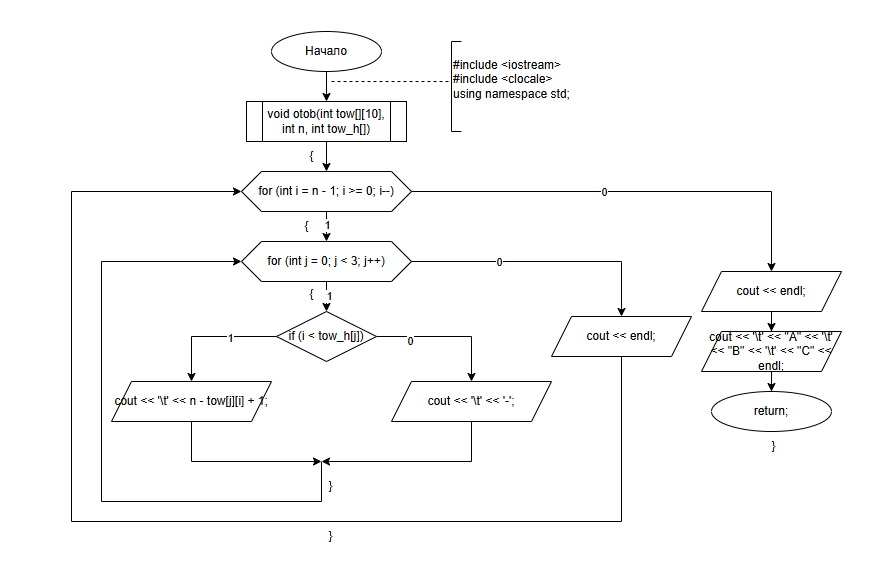 Начало
#include <iostream>
#include <clocale>
using namespace std;
void otob(int tow[][10],
int n, int tow_h[])
{
for (int i = n - 1; i >= 0; i--)
0
{ 1
for (int j = 0; j < 3; j++)
0
{ 1
if (i < tow_h[j])
1
0
cout << endl;
cout << '\t' << n - tow[j][i] + 1;
cout << '\t' << '-';
}
}
cout << endl;
cout << '\t' << "A" << '\t'
<< "B" << '\t' << "C" <<
endl;
return;
}